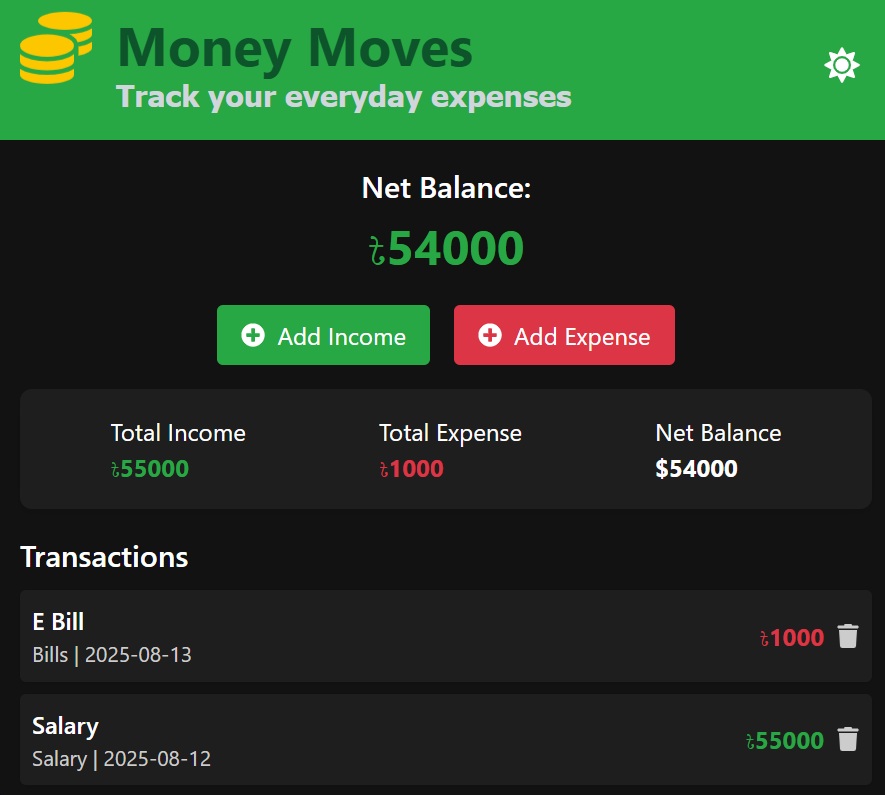 Money Moves
Track your everyday expenses
Net Balance:
৳54000
Add Income Add Expense
Total Income Total Expense Net Balance
৳55000 ৳1000 $54000
Transactions
E Bill
Bills | 2025-08-13
৳1000
Salary
Salary | 2025-08-12
৳55000